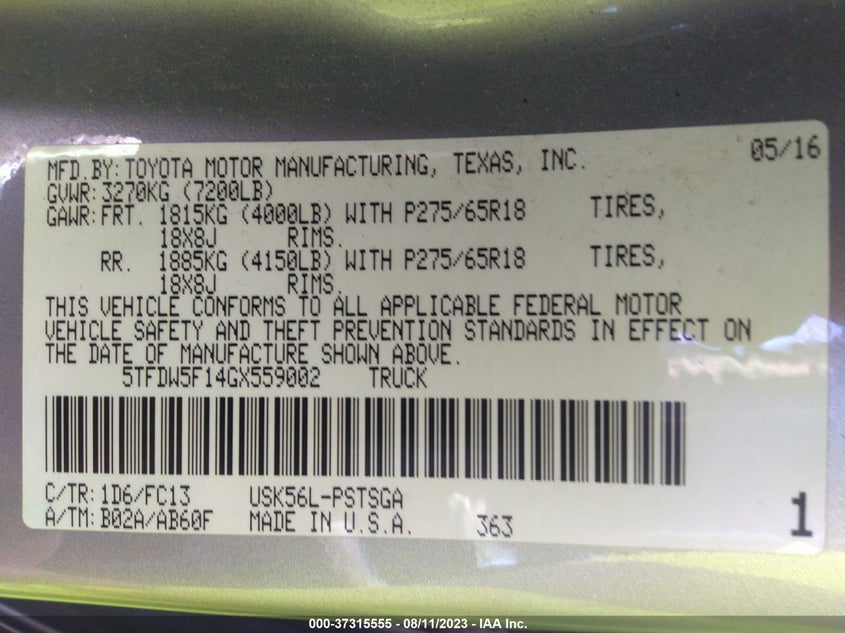 MFD.BY: TOYOTA MOTOR MANUFACTURING, TEXAS, INC. 05/16
GVWR: 3270KG (7200LB)
GAWR: FRT. 1815KG (4000LB) WITH P275/65R18 TIRES,
18X8J RIMS.
RR. 1885KG (4150LB) WITH P275/65R18 TIRES,
18X8J RIMS.
THIS VEHICLE CONFORMS TO ALL APPLICABLE FEDERAL MOTOR
VEHICLE SAFETY AND THEFT PREVENTION STANDARDS IN EFFECT ON
THE DATE OF MANUFACTURE SHOWN ABOVE.
5TFDW5F14GX559002 TRUCK
C/TR: 1D6/FC13 USK56L-PSTSGA
A/TM: B02A/AB60F MADE IN U.S.A. 363 1
000-37315555 - 08/11/2023 - IAA Inc.